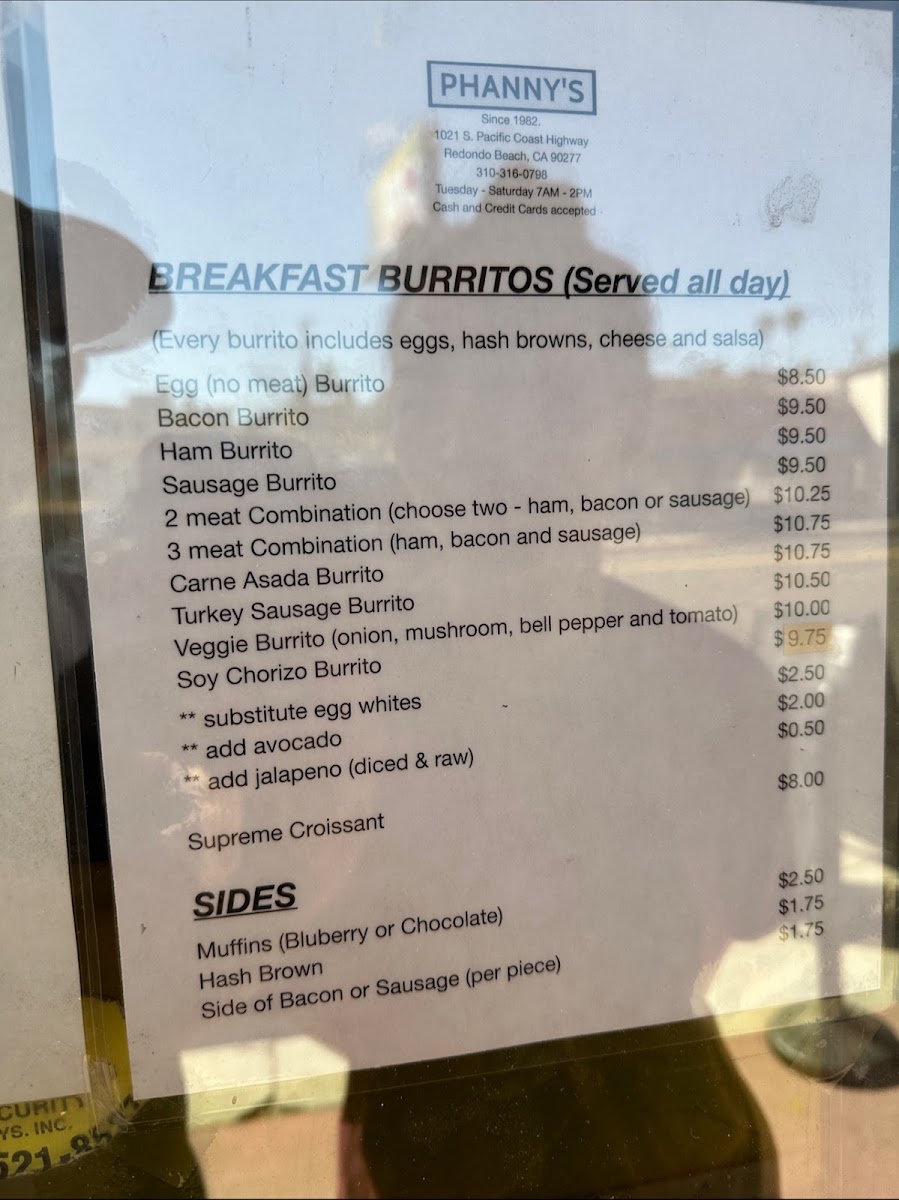 PHANNY'S
Since 1982.
1021 S. Pacific Coast Highway
Redondo Beach, CA 90277
310-316-0798
Tuesday - Saturday 7AM - 2PM
Cash and Credit Cards accepted
BREAKFAST BURRITOS (Served all day)
(Every burrito includes eggs, hash browns, cheese and salsa)
Egg (no meat) Burrito $8.50
Bacon Burrito $9.50
Ham Burrito $9.50
Sausage Burrito $9.50
2 meat Combination (choose two - ham, bacon or sausage) $10.25
3 meat Combination (ham, bacon and sausage) $10.75
Carne Asada Burrito $10.75
Turkey Sausage Burrito $10.50
Veggie Burrito (onion, mushroom, bell pepper and tomato) $10.00
Soy Chorizo Burrito $ 9.75
** substitute egg whites $2.50
** add avocado $2.00
** add jalapeno (diced & raw) $0.50
Supreme Croissant $8.00
SIDES
Muffins (Bluberry or Chocolate) $2.50
Hash Brown $1.75
Side of Bacon or Sausage (per piece) $1.75
CURITY
YS. INC.